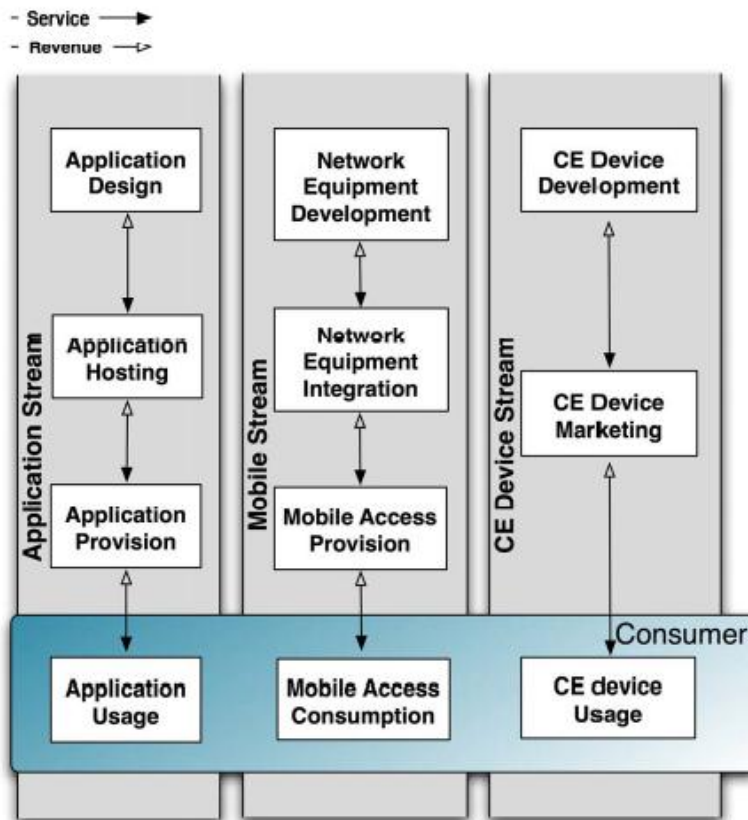 - Service
- Revenue
Application Stream
Application
Design
Application
Hosting
Application
Provision
Application
Usage
Mobile Stream
Network
Equipment
Development
Network
Equipment
Integration
Mobile Access
Provision
Mobile Access
Consumption
CE Device Stream
CE Device
Development
CE Device
Marketing
Consumer
CE device
Usage